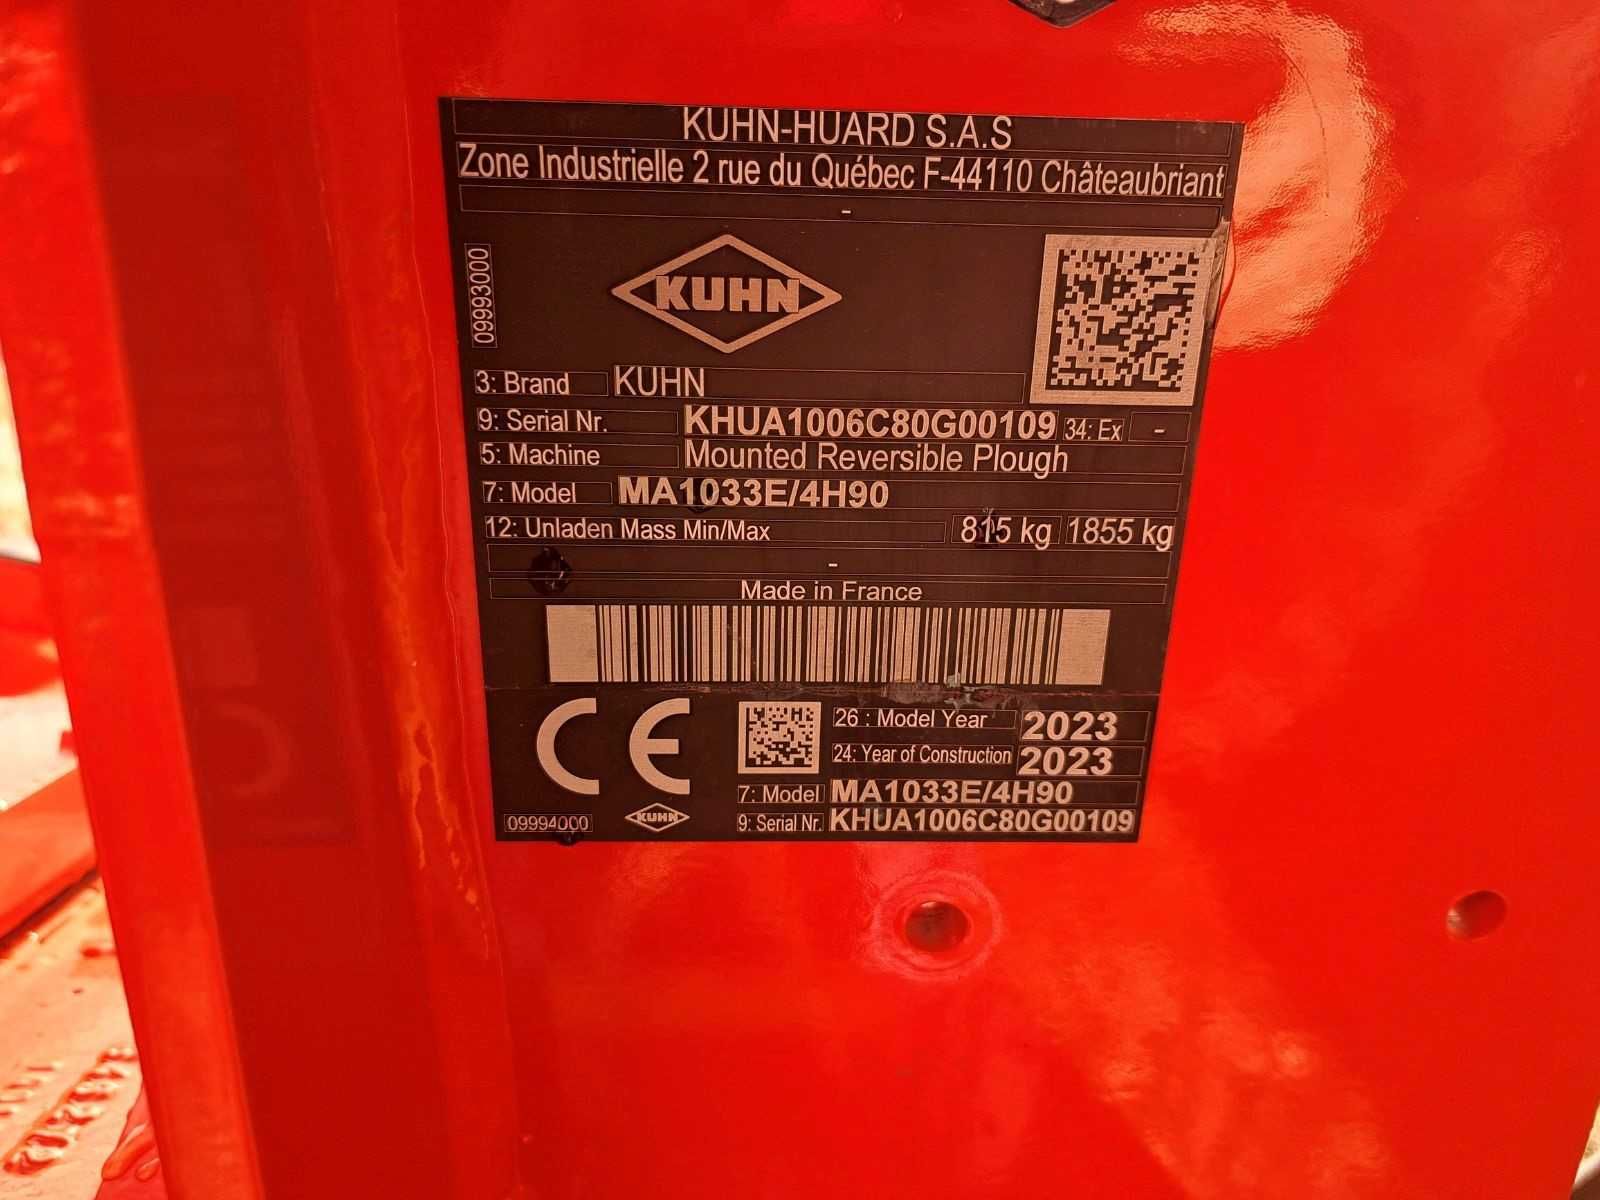 KUHN-HUARD S.A.S
Zone Industrielle 2 rue du Québec F-44110 Châteaubriant
-
09993000
KUHN
3: Brand KUHN
9: Serial Nr. KHUA1006C80G00109 34: Ex -
5: Machine Mounted Reversible Plough
7: Model MA1033E/4H90
12: Unladen Mass Min/Max 815 kg 1855 kg
-
Made in France
CE
26 : Model Year 2023
24: Year of Construction 2023
7: Model MA1033E/4H90
09994000 KUHN 9: Serial Nr. KHUA1006C80G00109